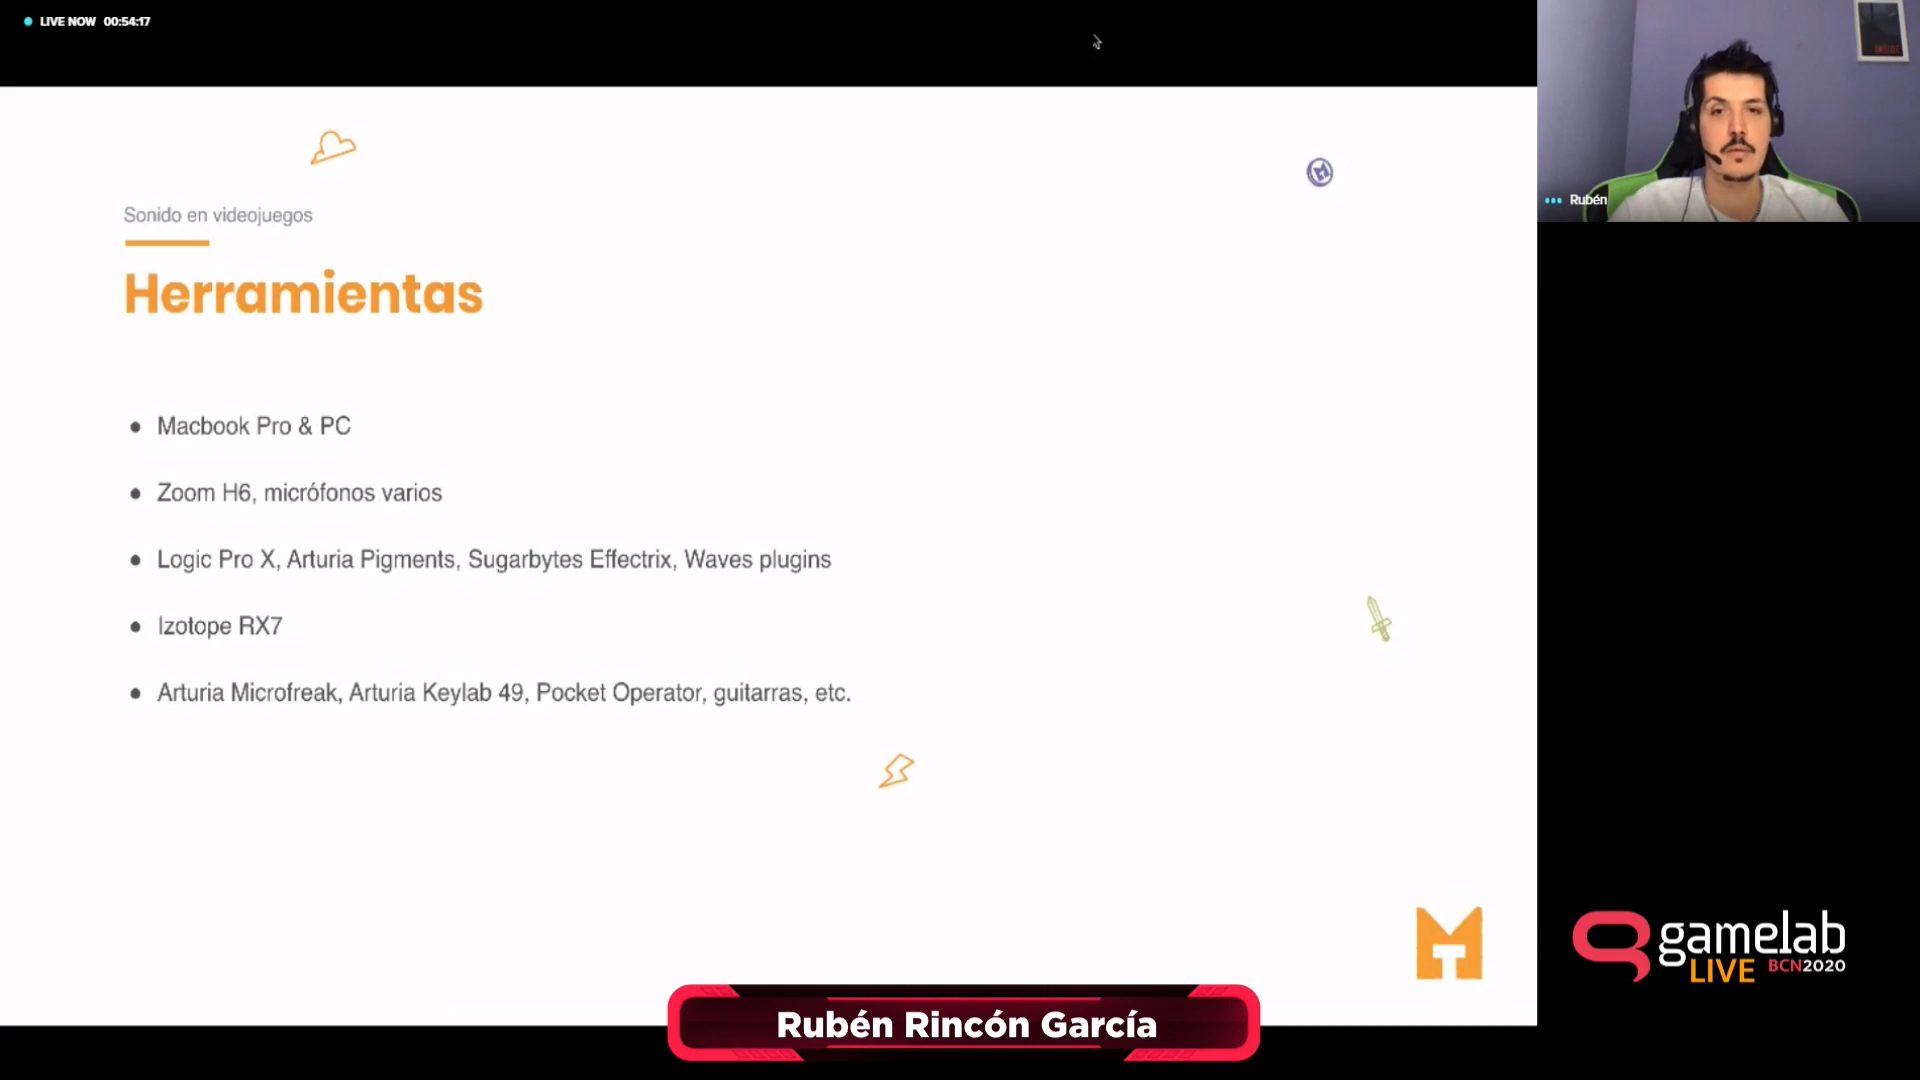 LIVE NOW 00:54:17
INSIDE
Rubén
Sonido en videojuegos
Herramientas
• Macbook Pro & PC
• Zoom H6, micrófonos varios
• Logic Pro X, Arturia Pigments, Sugarbytes Effectrix, Waves plugins
• Izotope RX7
• Arturia Microfreak, Arturia Keylab 49, Pocket Operator, guitarras, etc.
gamelab
LIVE BCN2020
Rubén Rincón García